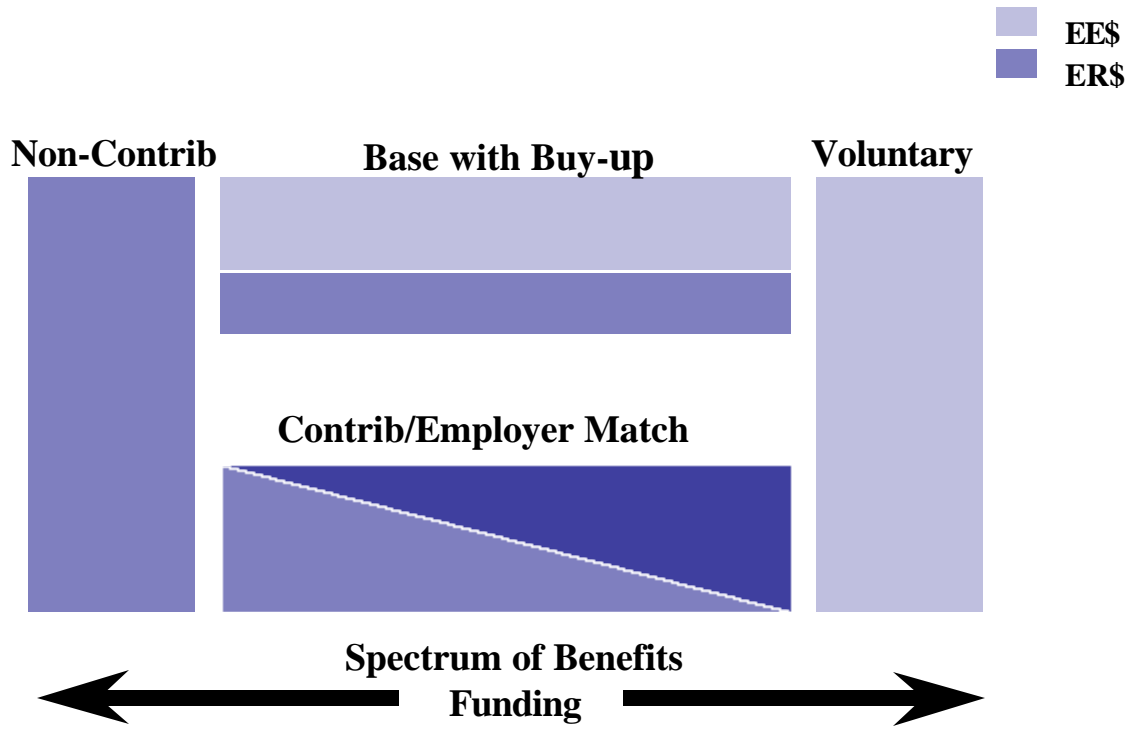 EE$
ER$
Non-Contrib
Base with Buy-up
Voluntary
Contrib/Employer Match
Spectrum of Benefits
Funding